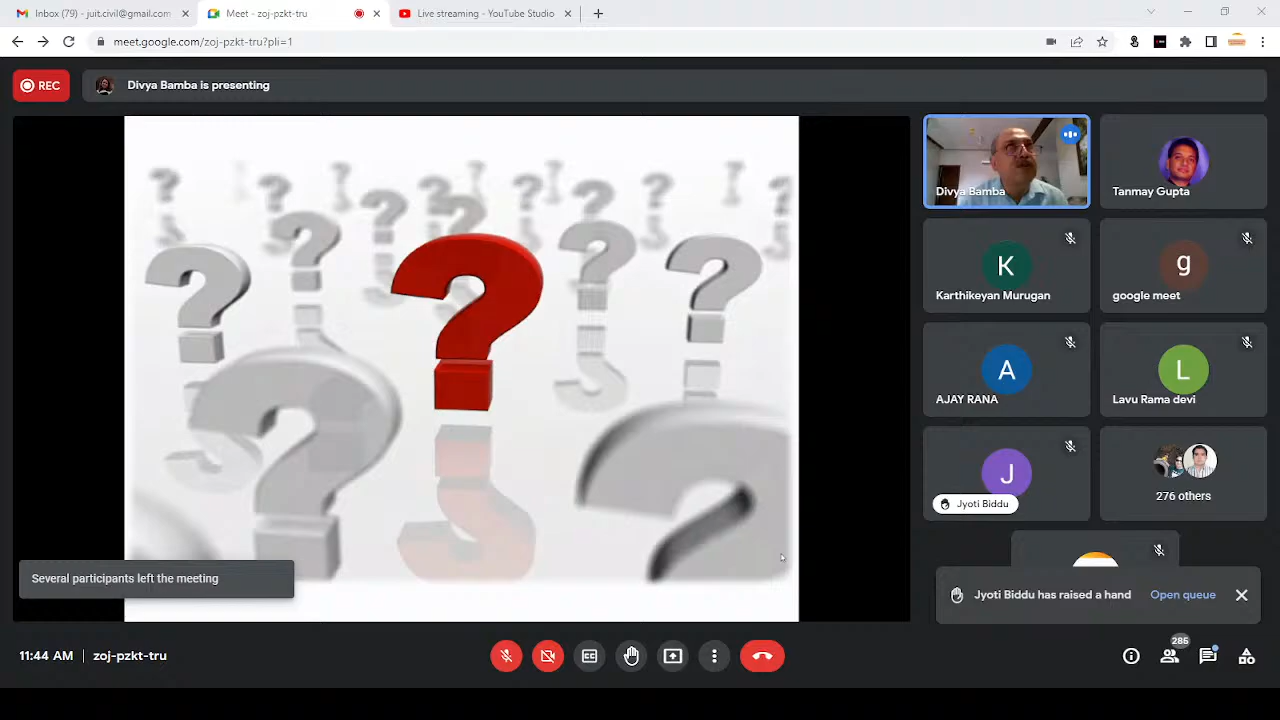 Inbox (79) - juit.civil@gmail.com
Meet - zoj-pzkt-tru
Live streaming - YouTube Studio
meet.google.com/zoj-pzkt-tru?pli=1
REC
Divya Bamba is presenting
Divya Bamba
Tanmay Gupta
K
Karthikeyan Murugan
g
google meet
A
AJAY RANA
L
Lavu Rama devi
J
Jyoti Biddu
276 others
? ? ? ? ?
Several participants left the meeting
Jyoti Biddu has raised a hand
Open queue
11:44 AM | zoj-pzkt-tru
285